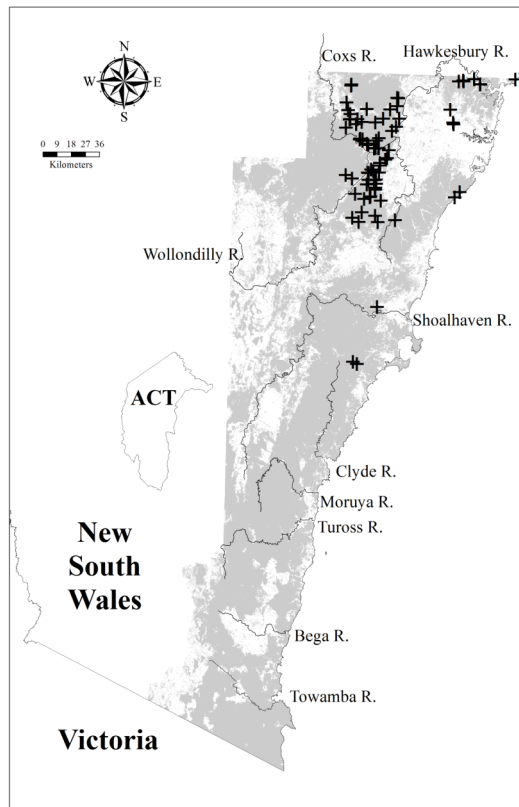 Coxs R.
Hawkesbury R.
N
W E
S
0 9 18 27 36
Kilometers
Wollondilly R.
Shoalhaven R.
ACT
Clyde R.
Moruya R.
Tuross R.
New
South
Wales
Bega R.
Towamba R.
Victoria